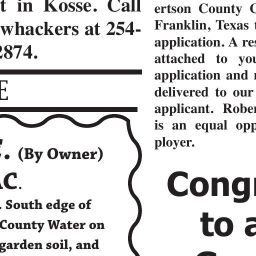 t in Kosse. Call
whackers at 254-
2874.
E
. (By Owner)
AC.
. South edge of
County Water on
garden soil, and
ertson County C
Franklin, Texas t
application. A res
attached to you
application and r
delivered to our
applicant. Rober
is an equal opp
ployer.
Congr
to a